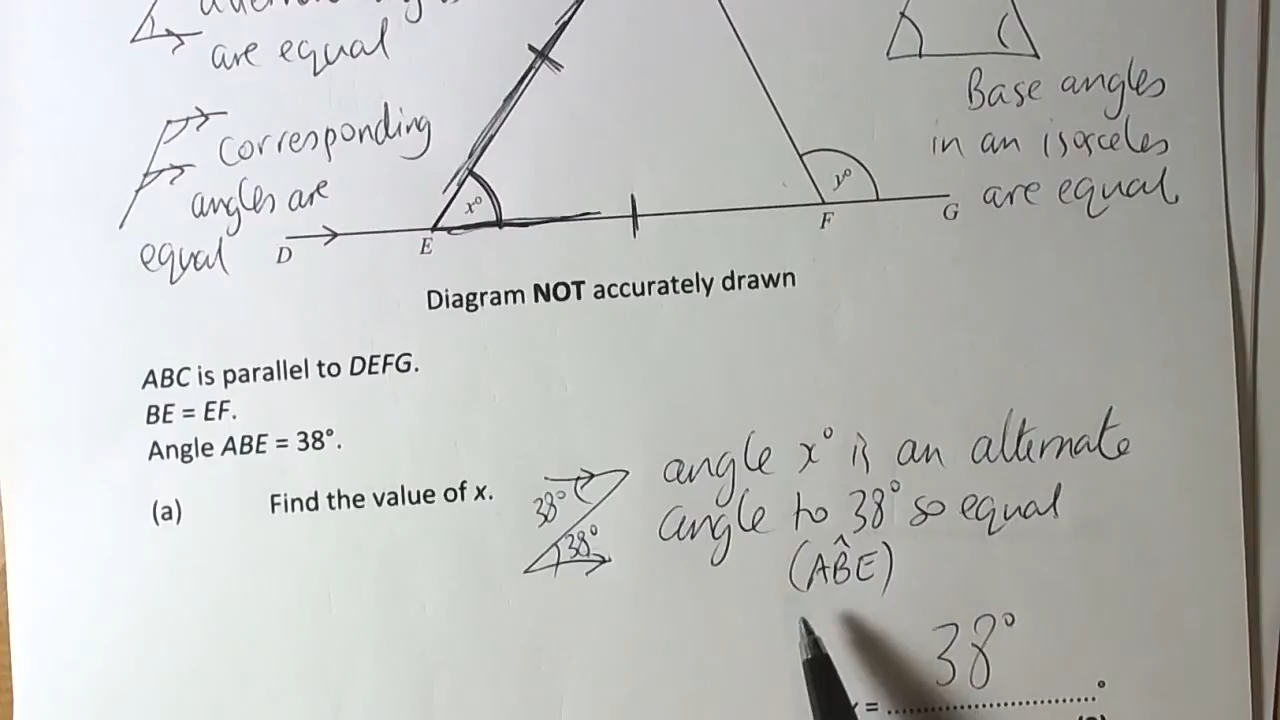 are equal
corresponding
angles are
equal
Base angles
in an isosceles
are equal
x°
y°
D
E
F
G
Diagram NOT accurately drawn
ABC is parallel to DEFG.
BE = EF.
Angle ABE = 38°.
(a) Find the value of x.
38°
38°
angle x° is an alternate
angle to 38° so equal
(AB̂E)
38°
= ..............................°